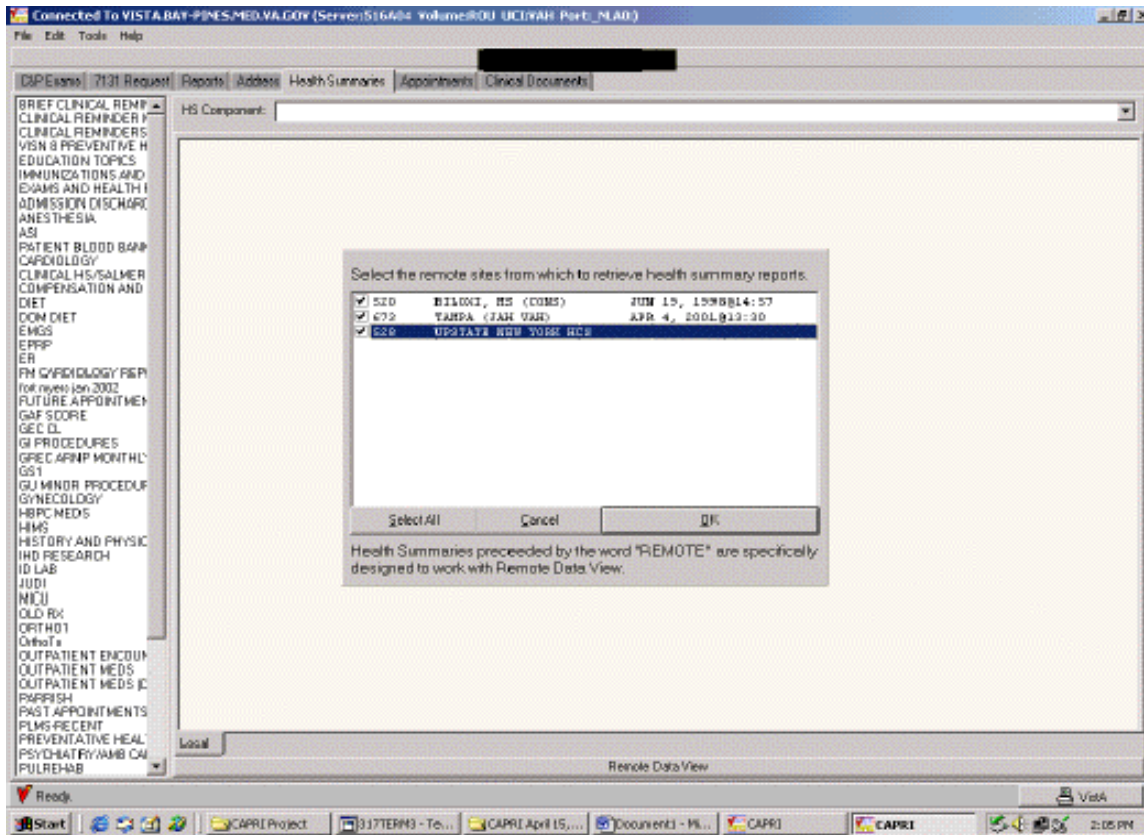 Connected To VISTA.BAY-PINES.MED.VA.GOV (Server:516A04 Volume:ROU UCI:VAH Port:_NLA0:)
File Edit Tools Help
C&P Exams 7131 Request Reports Address Health Summaries Appointments Clinical Documents
HS Component:
BRIEF CLINICAL REMI
CLINICAL REMINDER
CLINICAL REMINDERS
VISN 8 PREVENTIVE H
EDUCATION TOPICS
IMMUNIZATIONS AND
EXAMS AND HEALTH
ADMISSION DISCHARG
ANESTHESIA
ASI
PATIENT BLOOD BANK
CARDIOLOGY
CLINICAL HS/SALMER
COMPENSATION AND
DIET
DOM DIET
EMGS
EPRP
ER
FM CARDIOLOGY REP
fort myers jan 2002
FUTURE APPOINTMEN
GAF SCORE
GEC CL
GI PROCEDURES
GREC ARNP MONTHLY
GS1
GU MINOR PROCEDUR
GYNECOLOGY
HBPC MEDS
HIMS
HISTORY AND PHYSIC
IHD RESEARCH
ID LAB
JUDI
MICU
OLD RX
ORTHO1
OrthoTx
OUTPATIENT ENCOUN
OUTPATIENT MEDS
OUTPATIENT MEDS (D
PARRISH
PAST APPOINTMENTS
PLMS-RECENT
PREVENTATIVE HEAL
PSYCHIATRY/AMB CA
PULREHAB
Select the remote sites from which to retrieve health summary reports.
520 BILOXI, MS (CONS) JUN 15, 1998@14:57
673 TAMPA (JAH VAH) APR 4, 2001@13:30
528 UPSTATE NEW YORK HCS
Select All Cancel OK
Health Summaries preceeded by the word "REMOTE" are specifically
designed to work with Remote Data View.
Local
Remote Data View
Ready. VistA
Start CAPRI Project 317TERM3 - Te... CAPRI April 15,... Document1 - Mi... CAPRI CAPRI 2:05 PM